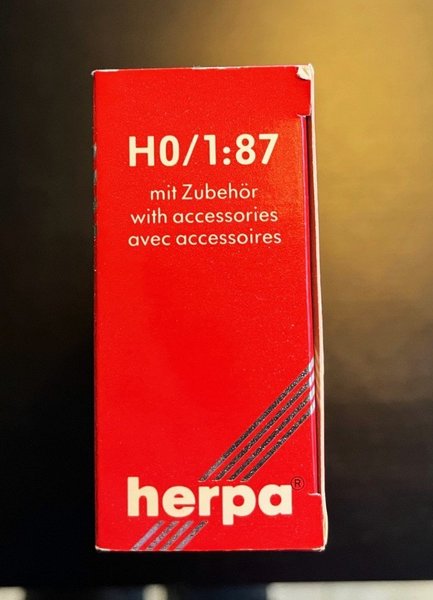 H0/1:87
mit Zubehör
with accessories
avec accessoires
herpa®